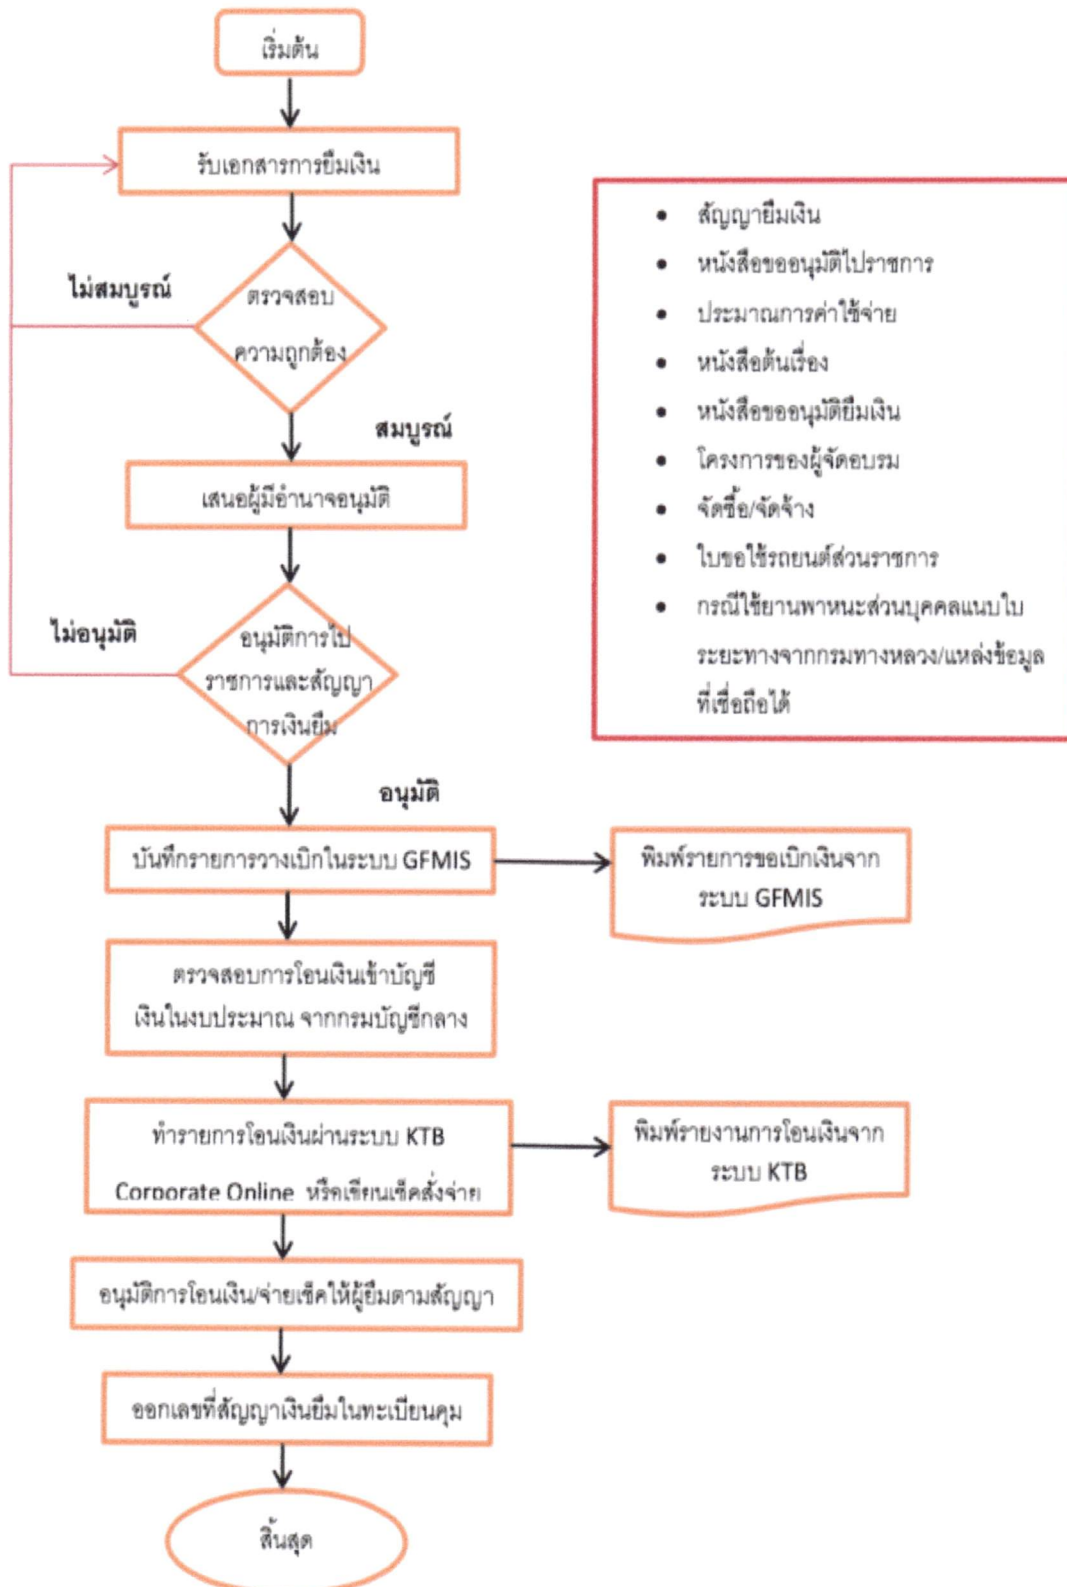 เริ่มต้น
รับเอกสารการยืมเงิน
ไม่สมบูรณ์
ตรวจสอบ
ความถูกต้อง
สมบูรณ์
เสนอผู้มีอำนาจอนุมัติ
ไม่อนุมัติ
อนุมัติการไป
ราชการและสัญญา
การเงินยืม
อนุมัติ
บันทึกรายการวางเบิกในระบบ GFMIS
พิมพ์รายการขอเบิกเงินจาก
ระบบ GFMIS
ตรวจสอบการโอนเงินเข้าบัญชี
เงินในงบประมาณ จากกรมบัญชีกลาง
ทำรายการโอนเงินผ่านระบบ KTB
Corporate Online หรือเขียนเช็คสั่งจ่าย
พิมพ์รายงานการโอนเงินจาก
ระบบ KTB
อนุมัติการโอนเงิน/จ่ายเช็คให้ผู้ยืมตามสัญญา
ออกเลขที่สัญญาเงินยืมในทะเบียนคุม
สิ้นสุด
• สัญญายืมเงิน
• หนังสือขออนุมัติไปราชการ
• ประมาณการค่าใช้จ่าย
• หนังสือต้นเรื่อง
• หนังสือขออนุมัติยืมเงิน
• โครงการของผู้จัดอบรม
• จัดซื้อ/จัดจ้าง
• ใบขอใช้รถยนต์ส่วนราชการ
• กรณีใช้ยานพาหนะส่วนบุคคลแนบใบ
ระยะทางจากกรมทางหลวง/แหล่งข้อมูล
ที่เชื่อถือได้